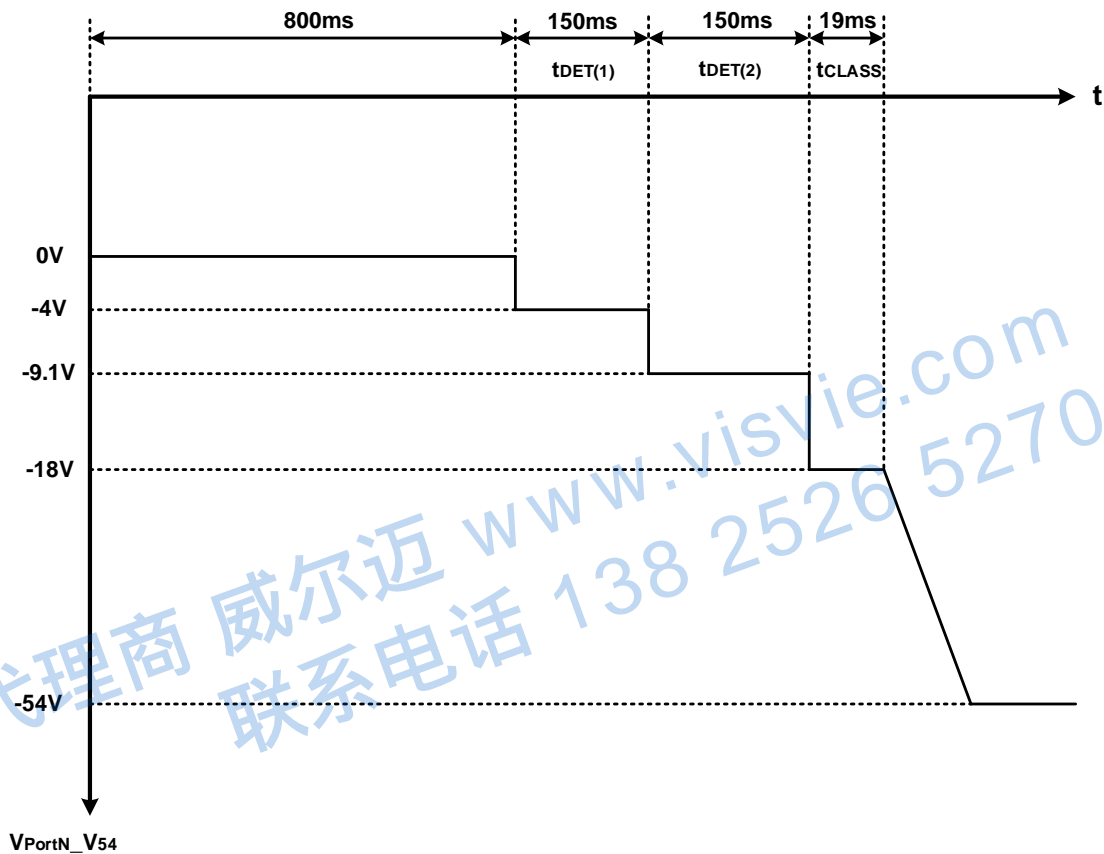 800ms 150ms 150ms 19ms
tDET(1) tDET(2) tCLASS
t
0V
-4V
-9.1V
-18V
-54V
VPortN_V54
理商 威尔迈 www.visvie.com
联系电话 138 2526 5270